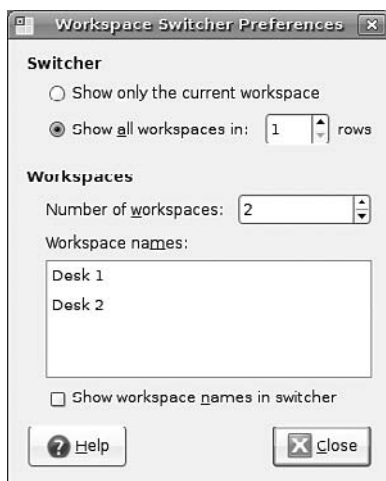 Workspace Switcher Preferences
Switcher
Show only the current workspace
Show all workspaces in: 1 rows
Workspaces
Number of workspaces: 2
Workspace names:
Desk 1
Desk 2
Show workspace names in switcher
Help Close